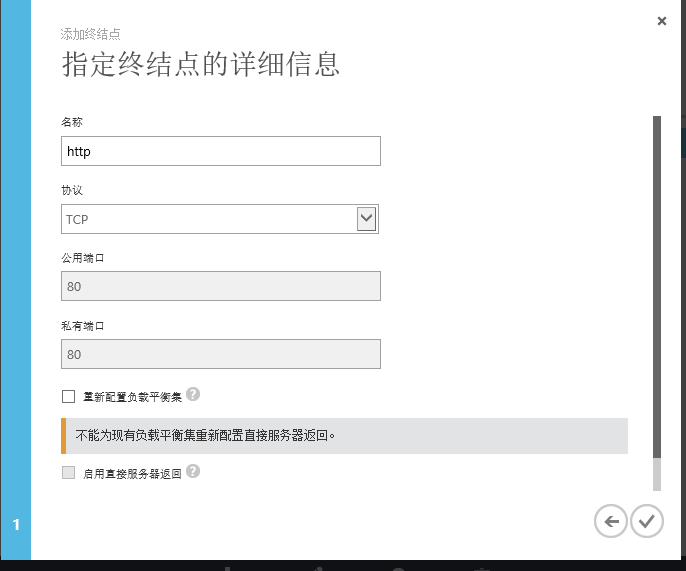 添加终结点
指定终结点的详细信息
名称
http
协议
TCP
公用端口
80
私有端口
80
重新配置负载平衡集 ?
不能为现有负载平衡集重新配置直接服务器返回。
启用直接服务器返回 ?
1